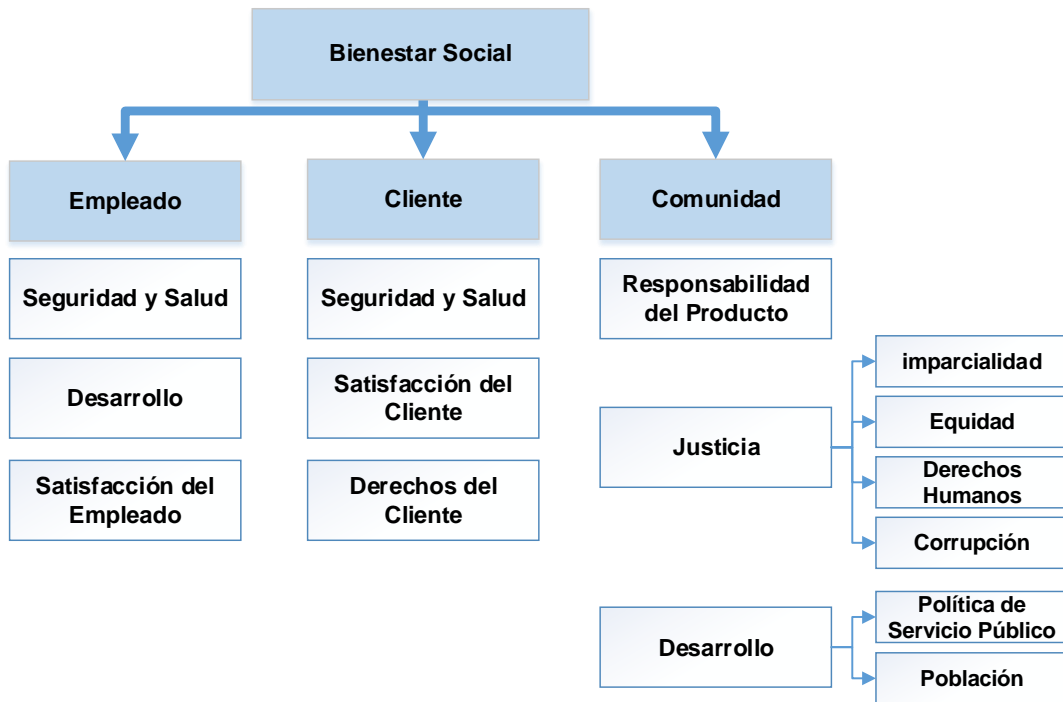 Bienestar Social
Empleado
Cliente
Comunidad
Seguridad y Salud
Desarrollo
Satisfacción del
Empleado
Seguridad y Salud
Satisfacción del
Cliente
Derechos del
Cliente
Responsabilidad
del Producto
Justicia
imparcialidad
Equidad
Derechos
Humanos
Corrupción
Desarrollo
Política de
Servicio Público
Población